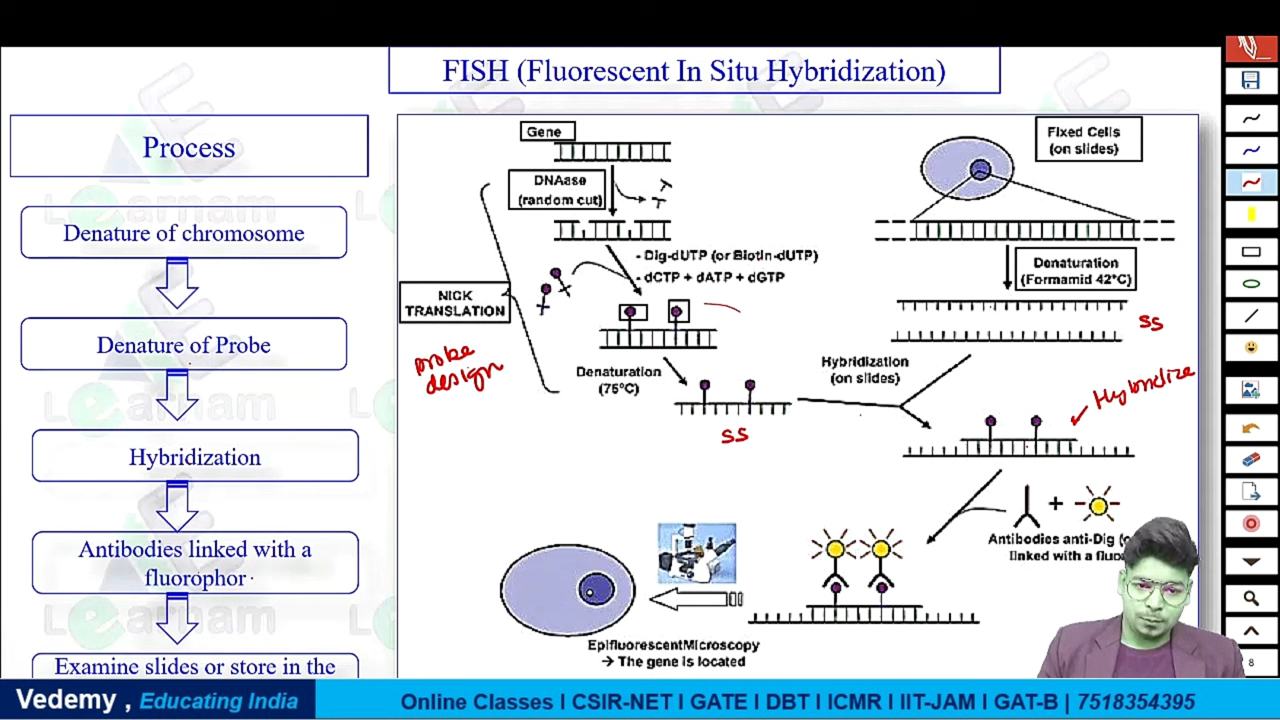 FISH (Fluorescent In Situ Hybridization)
Process
Denature of chromosome
Denature of Probe
Hybridization
Antibodies linked with a
fluorophor
Examine slides or store in the
Gene
DNAase
(random cut)
- Dig-dUTP (or Biotin-dUTP)
- dCTP + dATP + dGTP
NICK
TRANSLATION
probe
design
Denaturation
(75°C)
SS
Fixed Cells
(on slides)
Denaturation
(Formamid 42°C)
SS
Hybridization
(on slides)
Hybridize
+
Antibodies anti-Dig
linked with a
EpifluorescentMicroscopy
→ The gene is located
8
Vedemy , Educating India
Online Classes I CSIR-NET I GATE I DBT I ICMR I IIT-JAM I GAT-B | 7518354395